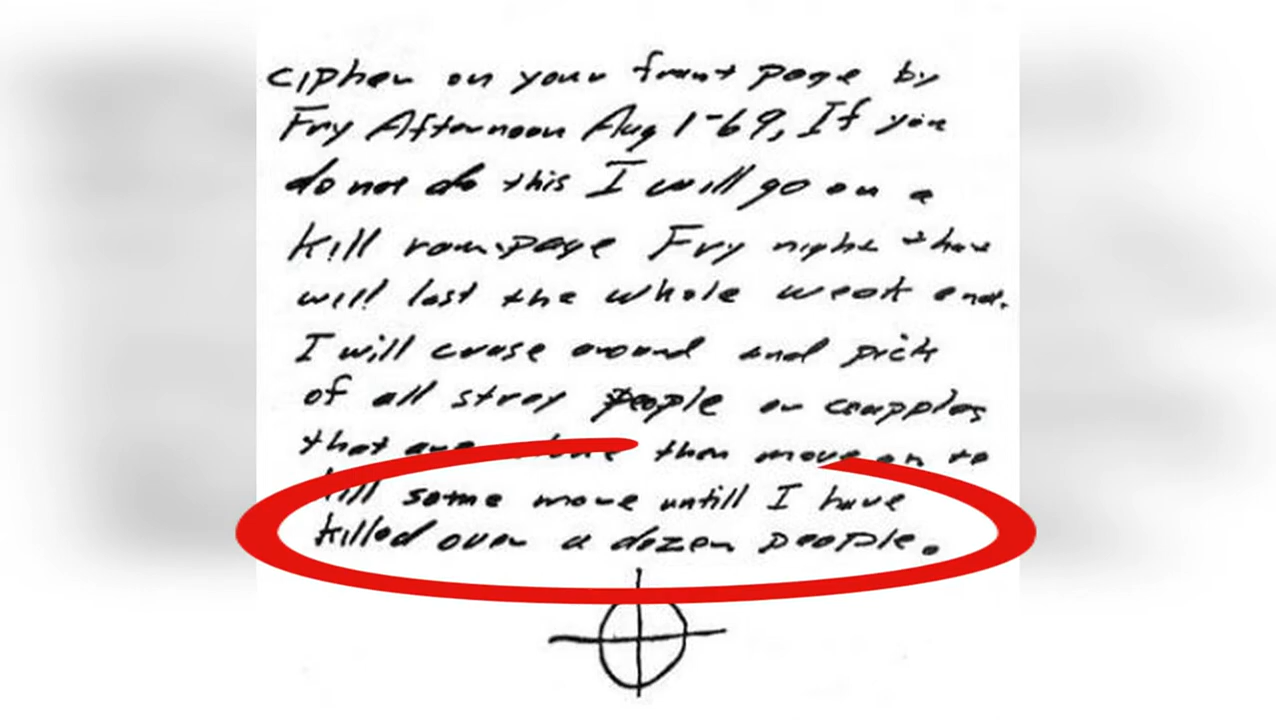 cipher on your front page by
Fry Afternoon Aug 1-69, If you
do not do this I will go on a
kill rampage Fry night that
will last the whole week end.
I will cruse around and pick
of all stray people or coupples
that are alone then move on to
kill some more untill I have
killed over a dozen people.